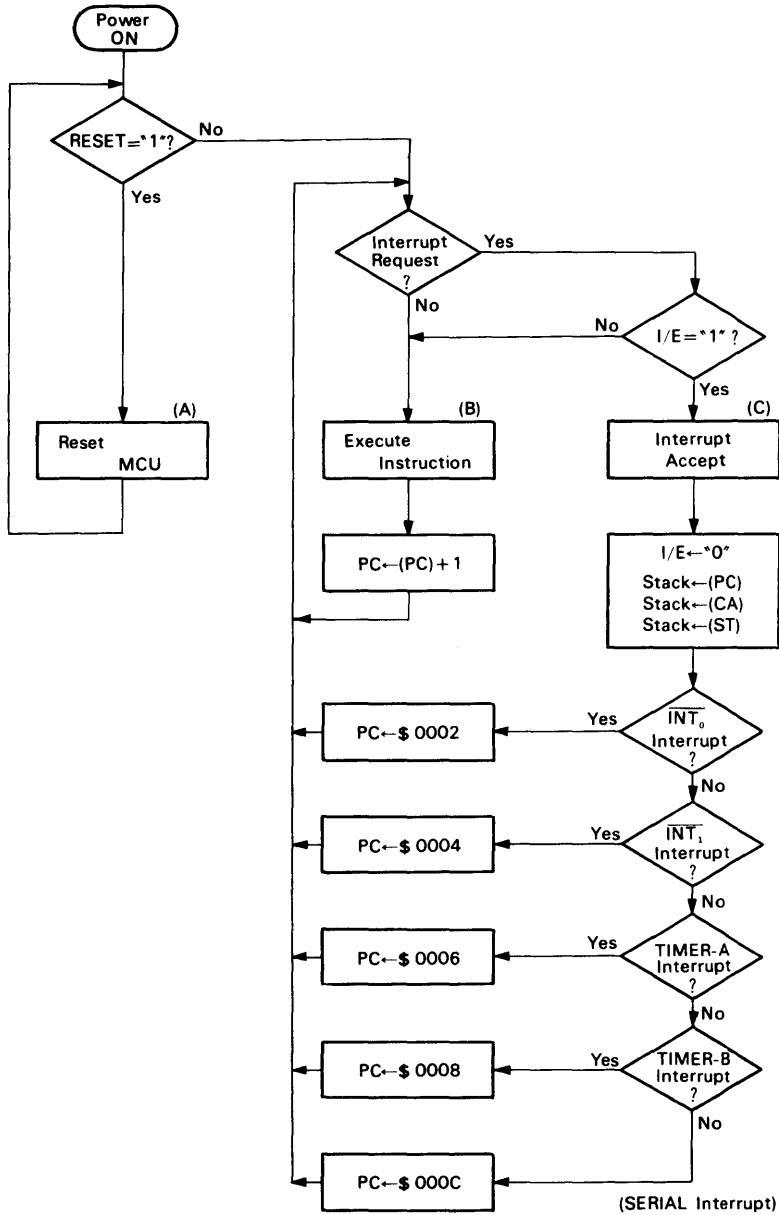 Power
ON
RESET="1"?
No
Yes
Interrupt
Request
?
Yes
No
I/E="1" ?
No
Yes
(A)
Reset
MCU
(B)
Execute
Instruction
(C)
Interrupt
Accept
PC←(PC)+1
I/E←"0"
Stack←(PC)
Stack←(CA)
Stack←(ST)
PC←$0002
Yes
INT₀
Interrupt
?
No
PC←$0004
Yes
INT₁
Interrupt
?
No
PC←$0006
Yes
TIMER-A
Interrupt
?
No
PC←$0008
Yes
TIMER-B
Interrupt
?
No
PC←$000C
(SERIAL Interrupt)